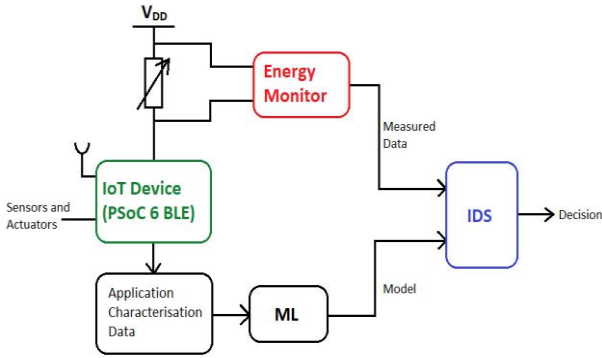 VDD
Energy
Monitor
Measured
Data
IoT Device
(PSoC 6 BLE)
Sensors and
Actuators
IDS
Decision
Application
Characterisation
Data
ML
Model